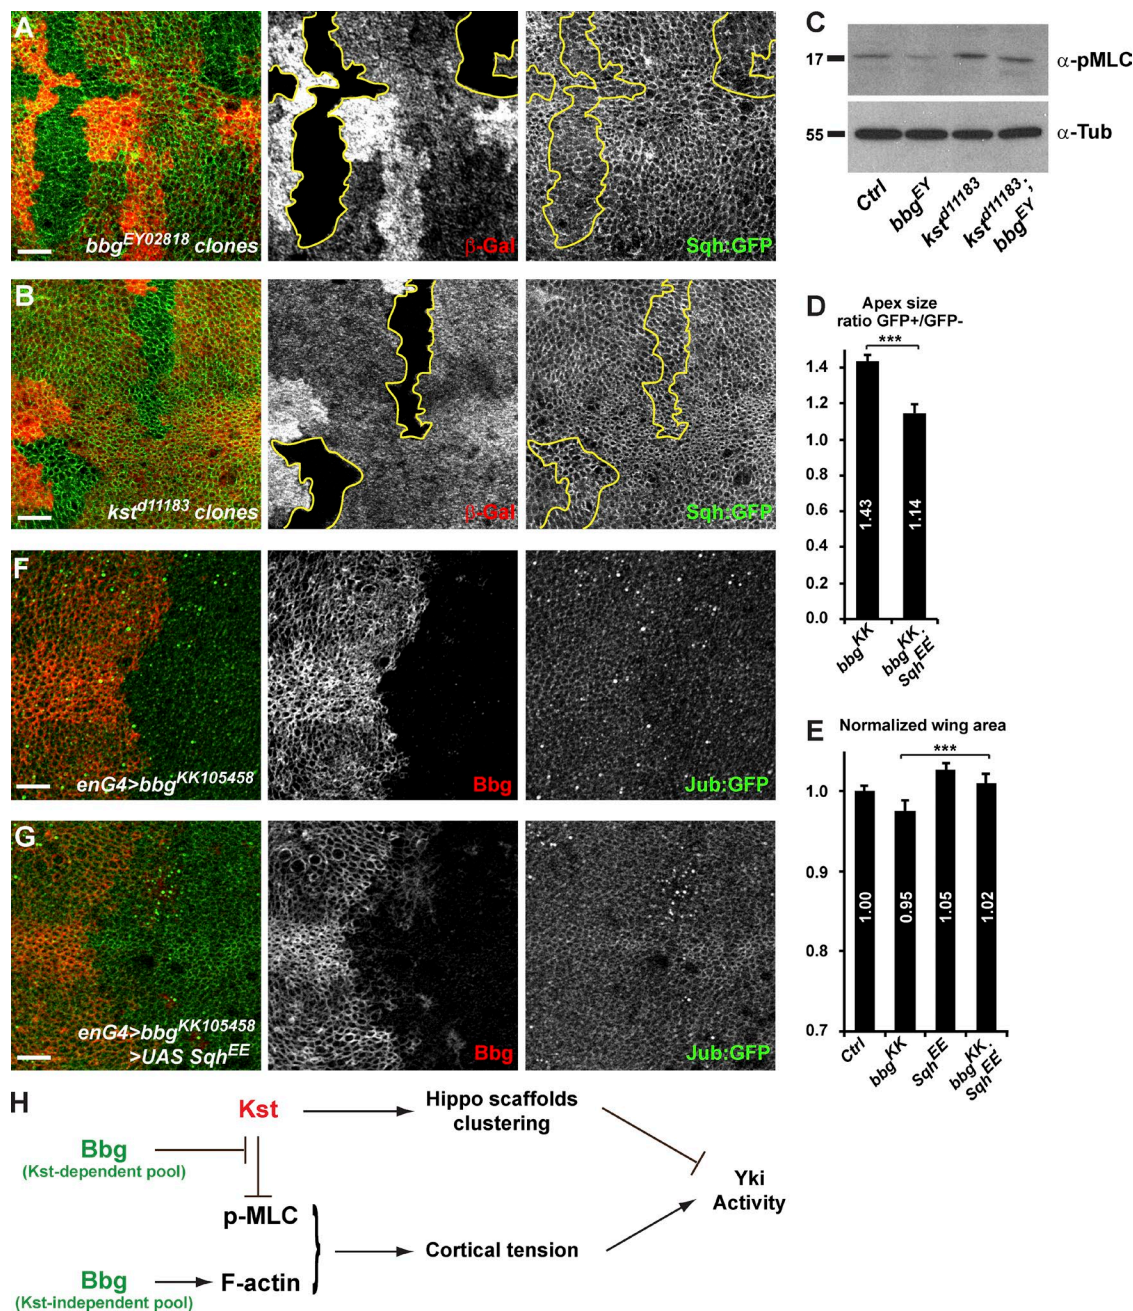 A
bbg^EY02818 clones
β-Gal
Sqh:GFP
B
kst^d11183 clones
β-Gal
Sqh:GFP
C
17
α-pMLC
55
α-Tub
Ctrl
bbg^EY
kst^d11183
kst^d11183;
bbg^EY
D
Apex size
ratio GFP+/GFP-
***
1.4
1.2
1.0
0.8
0.6
0.4
0.2
0.0
1.43
1.14
bbg^KK
bbg^KK;
Sqh^EE
F
enG4>bbg^KK105458
Bbg
Jub:GFP
E
Normalized wing area
***
1.0
0.9
0.8
0.7
1.00
0.95
1.05
1.02
Ctrl
bbg^KK
Sqh^EE
bbg^KK;
Sqh^EE
G
enG4>bbg^KK105458
>UAS Sqh^EE
Bbg
Jub:GFP
H
Kst
Hippo scaffolds
clustering
Bbg
(Kst-dependent pool)
Yki
Activity
p-MLC
Cortical tension
Bbg
F-actin
(Kst-independent pool)